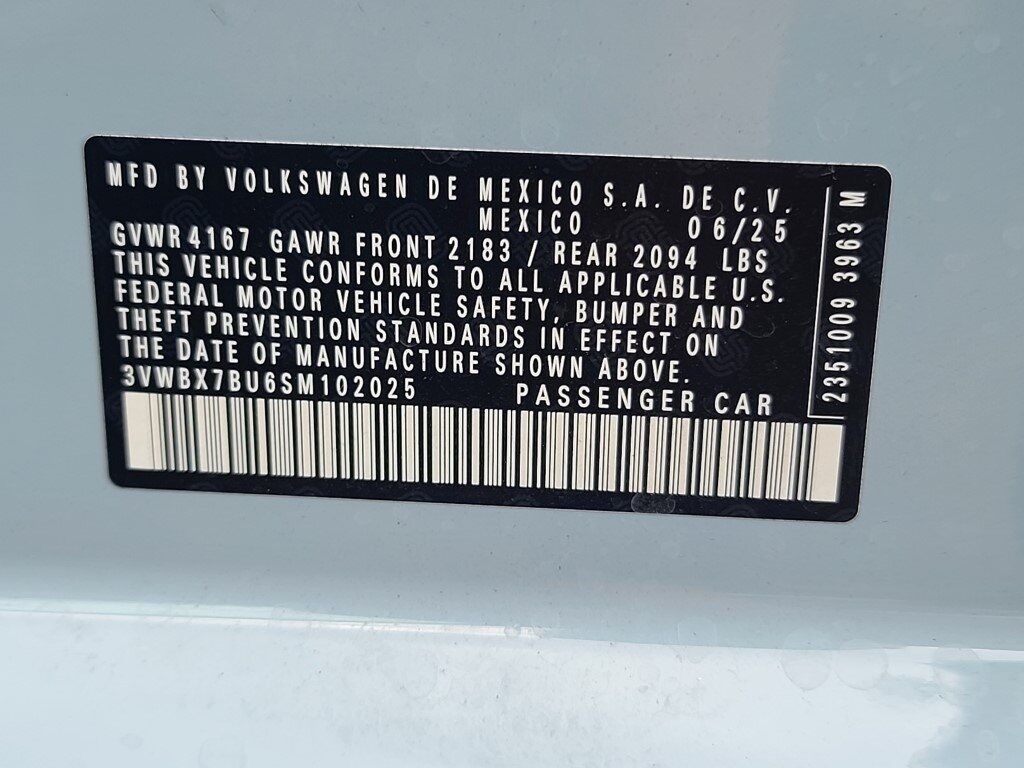 MFD BY VOLKSWAGEN DE MEXICO S.A. DE C.V.
MEXICO 06/25
GVWR 4167 GAWR FRONT 2183 / REAR 2094 LBS
THIS VEHICLE CONFORMS TO ALL APPLICABLE U.S.
FEDERAL MOTOR VEHICLE SAFETY, BUMPER AND
THEFT PREVENTION STANDARDS IN EFFECT ON
THE DATE OF MANUFACTURE SHOWN ABOVE.
3VWBX7BU6SM102025 PASSENGER CAR
2351009 3963 M